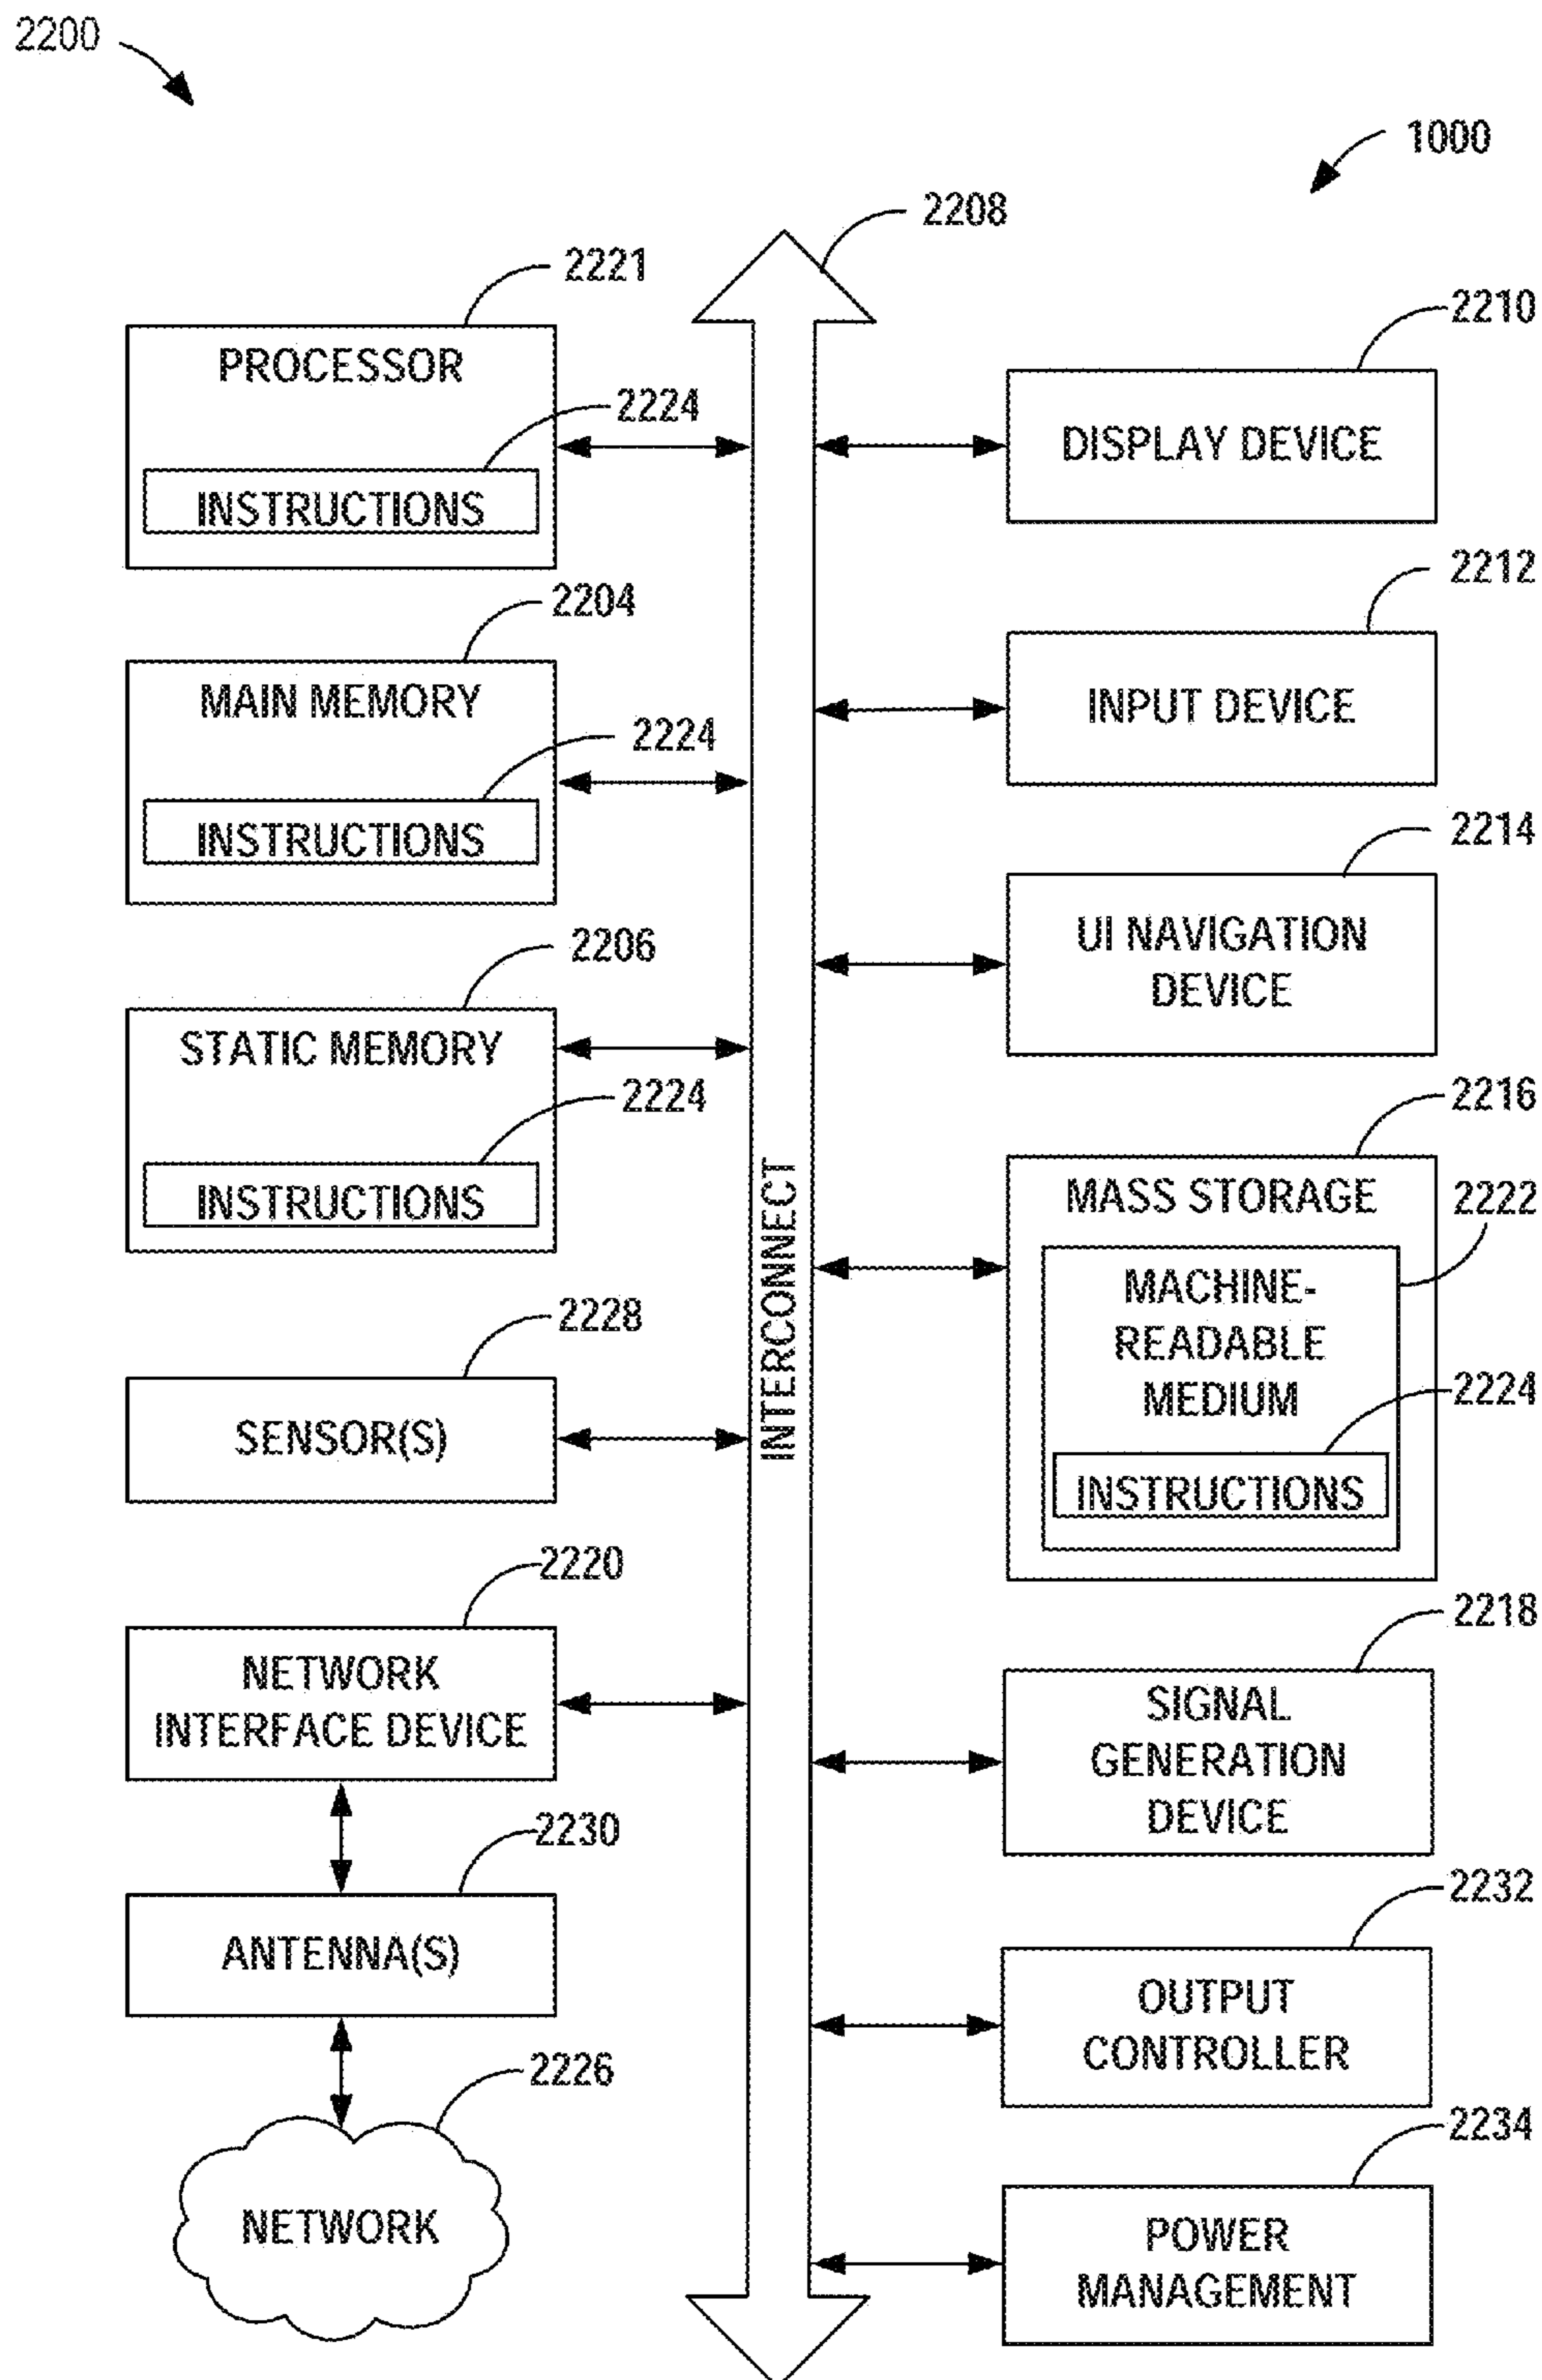 2200
1000
2208
2221
PROCESSOR
2224
INSTRUCTIONS
2204
MAIN MEMORY
2224
INSTRUCTIONS
2206
STATIC MEMORY
2224
INSTRUCTIONS
2228
SENSOR(S)
2220
NETWORK
INTERFACE DEVICE
2230
ANTENNA(S)
2226
NETWORK
INTERCONNECT
2210
DISPLAY DEVICE
2212
INPUT DEVICE
2214
UI NAVIGATION
DEVICE
2216
MASS STORAGE
2222
MACHINE-
READABLE
MEDIUM
2224
INSTRUCTIONS
2218
SIGNAL
GENERATION
DEVICE
2232
OUTPUT
CONTROLLER
2234
POWER
MANAGEMENT